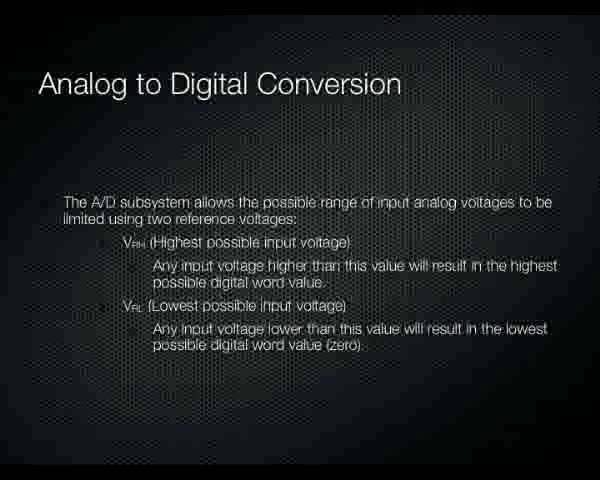 Analog to Digital Conversion
The A/D subsystem allows the possible range of input analog voltages to be
limited using two reference voltages:
VRH (Highest possible input voltage)
Any input voltage higher than this value will result in the highest
possible digital word value.
VRL (Lowest possible input voltage)
Any input voltage lower than this value will result in the lowest
possible digital word value (zero).